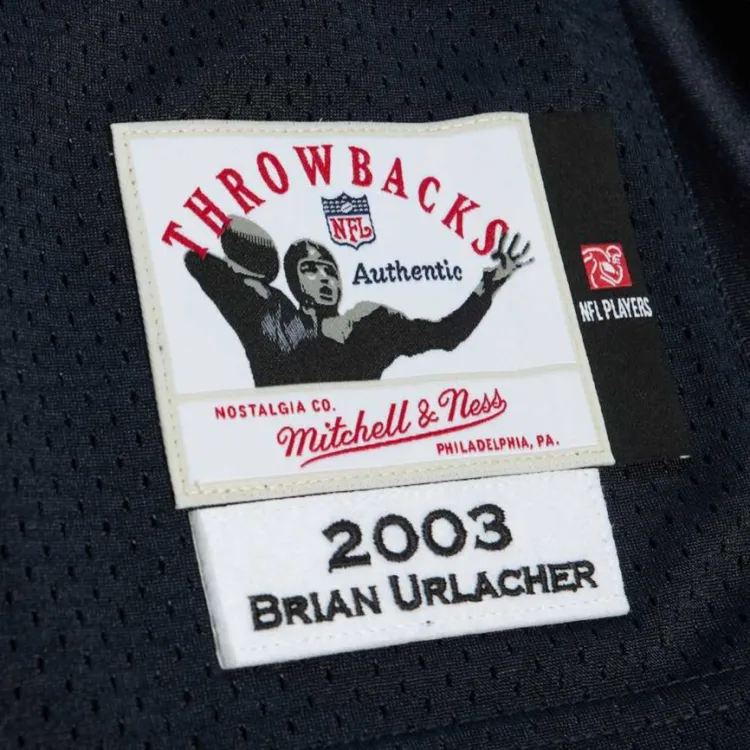 THROWBACKS
NFL
Authentic
NFL PLAYERS
NOSTALGIA CO.
Mitchell & Ness
PHILADELPHIA, PA.
2003
BRIAN URLACHER